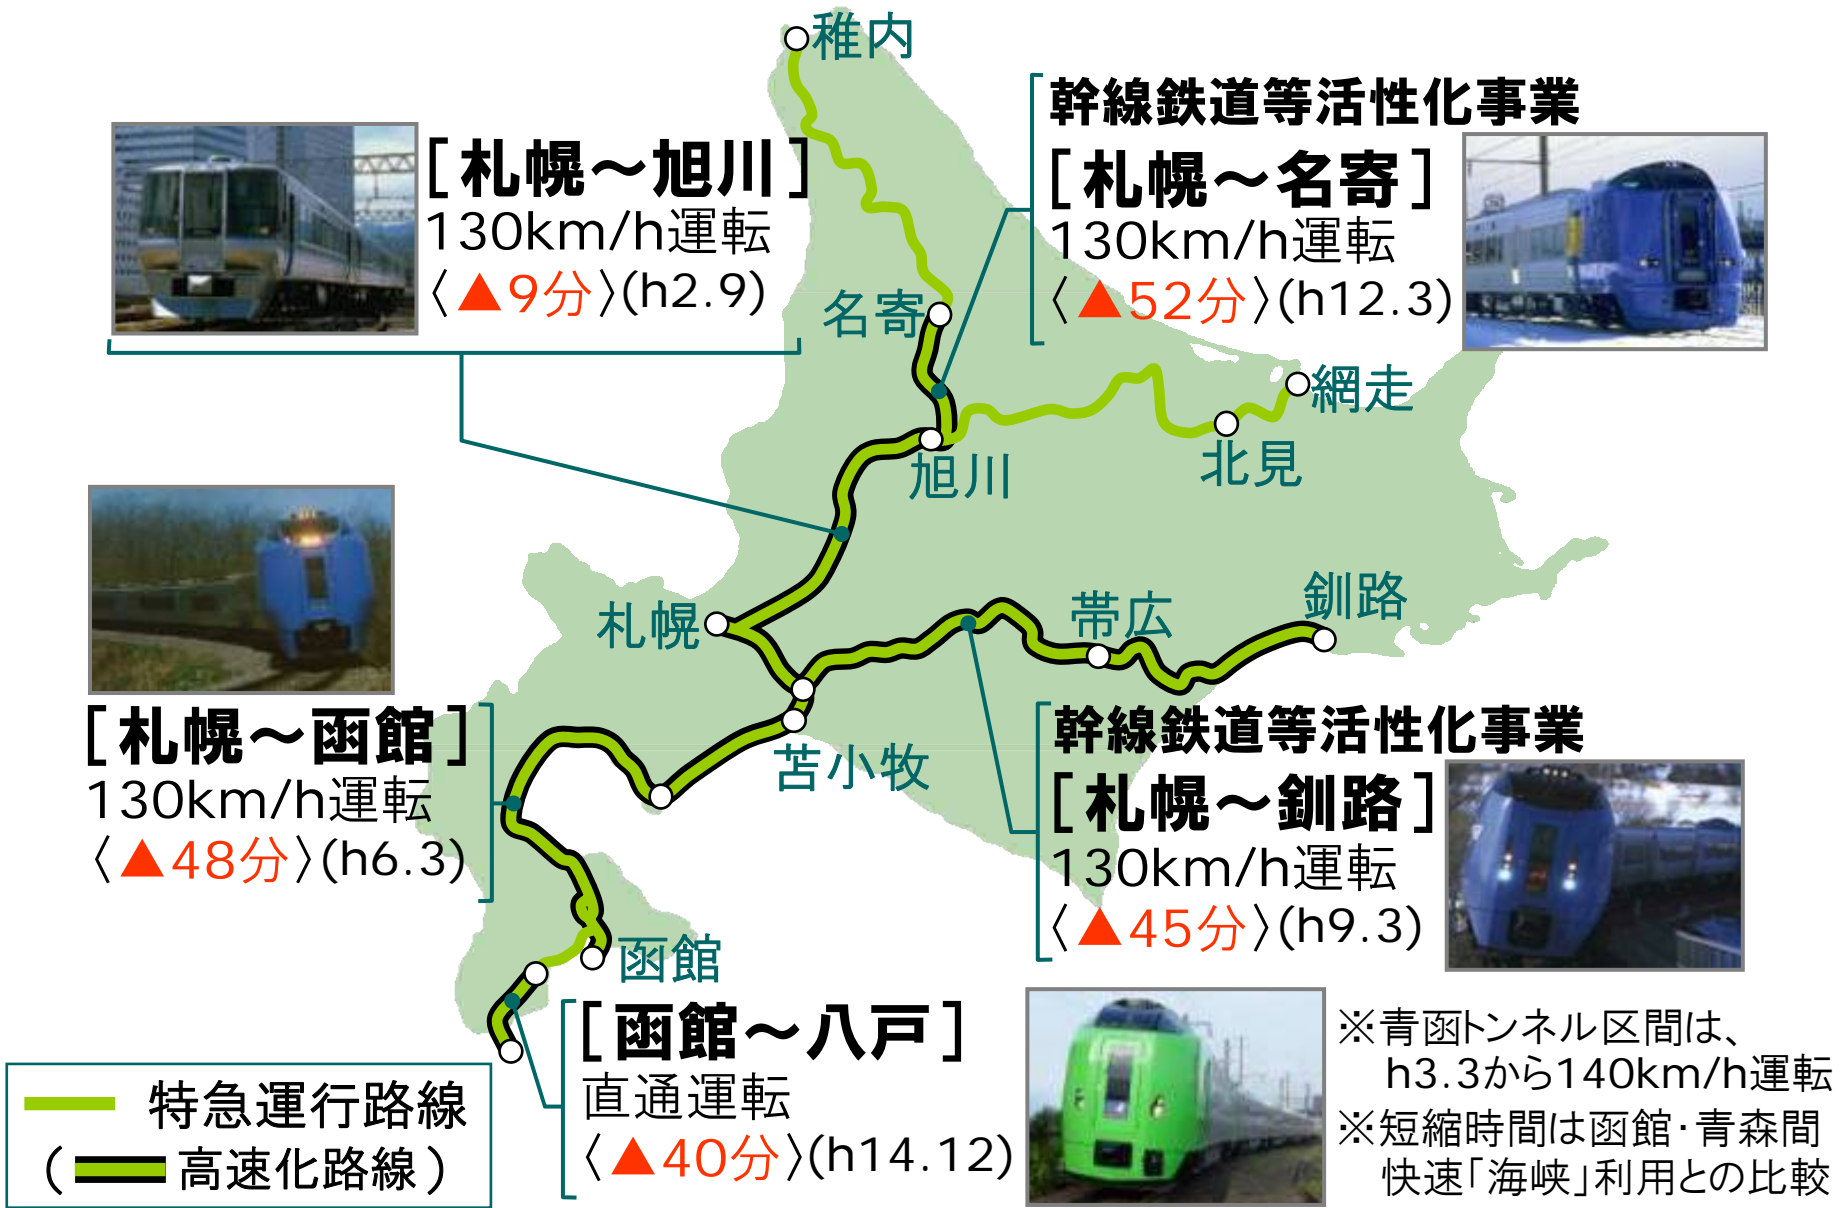 稚内
幹線鉄道等活性化事業
[札幌～旭川]
130km/h運転
〈▲9分〉(h2.9)
[札幌～名寄]
130km/h運転
〈▲52分〉(h12.3)
名寄
網走
旭川
北見
札幌
帯広
釧路
[札幌～函館]
130km/h運転
〈▲48分〉(h6.3)
苫小牧
幹線鉄道等活性化事業
[札幌～釧路]
130km/h運転
〈▲45分〉(h9.3)
函館
[函館～八戸]
直通運転
〈▲40分〉(h14.12)
※青函トンネル区間は、
h3.3から140km/h運転
※短縮時間は函館・青森間
快速「海峡」利用との比較
特急運行路線
(高速化路線)